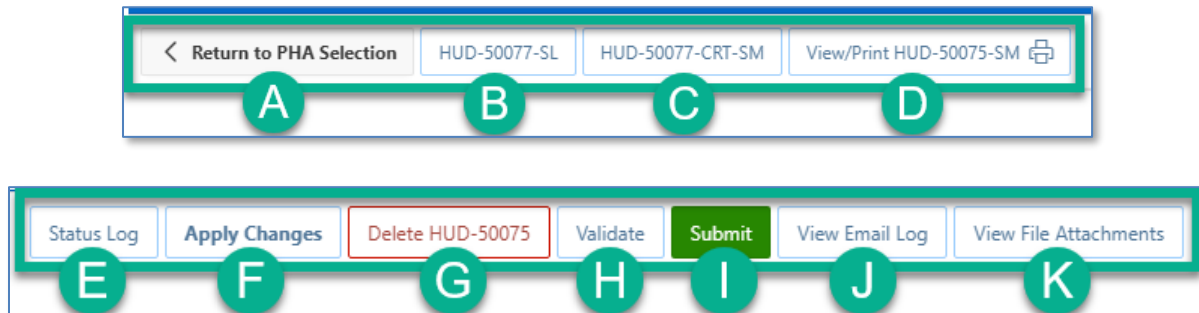 Return to PHA Selection HUD-50077-SL HUD-50077-CRT-SM View/Print HUD-50075-SM
A B C D
Status Log Apply Changes Delete HUD-50075 Validate Submit View Email Log View File Attachments
E F G H I J K